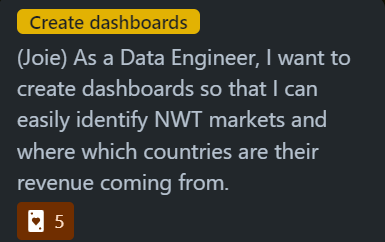 Create dashboards
(Joie) As a Data Engineer, I want to
create dashboards so that I can
easily identify NWT markets and
where which countries are their
revenue coming from.
5